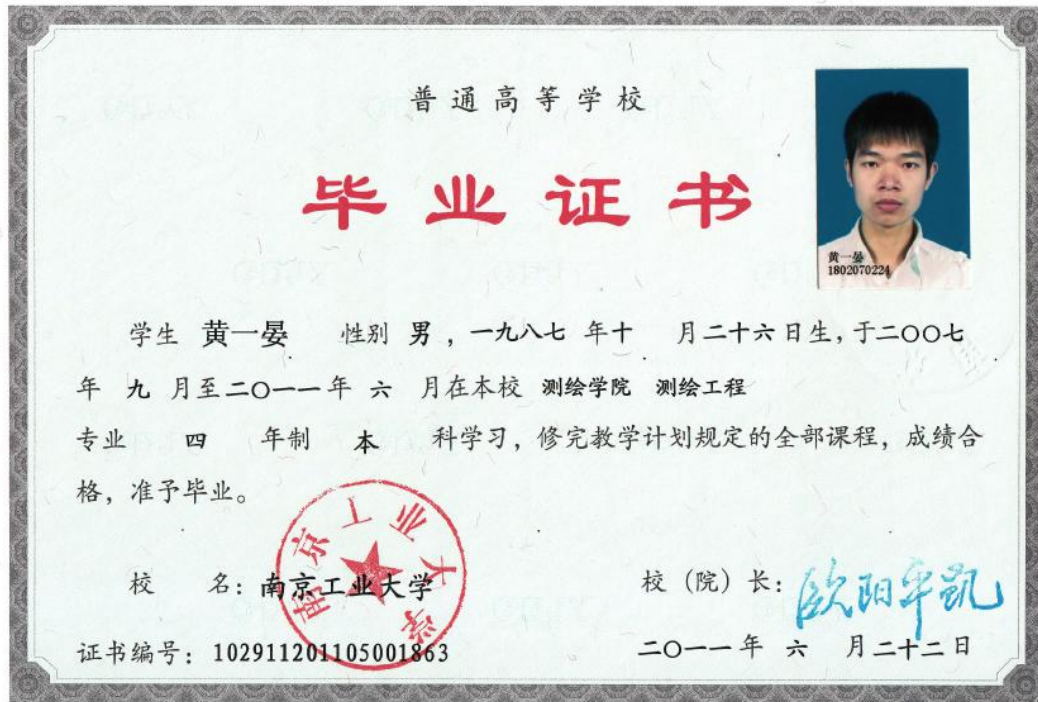 普通高等学校
毕业证书
黄一晏
1802070224
学生 黄一晏 性别 男，一九八七 年十 月二十六日生，于二〇〇七
年 九 月至二〇一一年 六 月在本校 测绘学院 测绘工程
专业 四 年制 本 科学习，修完教学计划规定的全部课程，成绩合
格，准予毕业。
南京工业大学
校 名：南京工业大学
校（院）长：欧阳平凯
证书编号：102911201105001863
二〇一一年 六 月二十二日